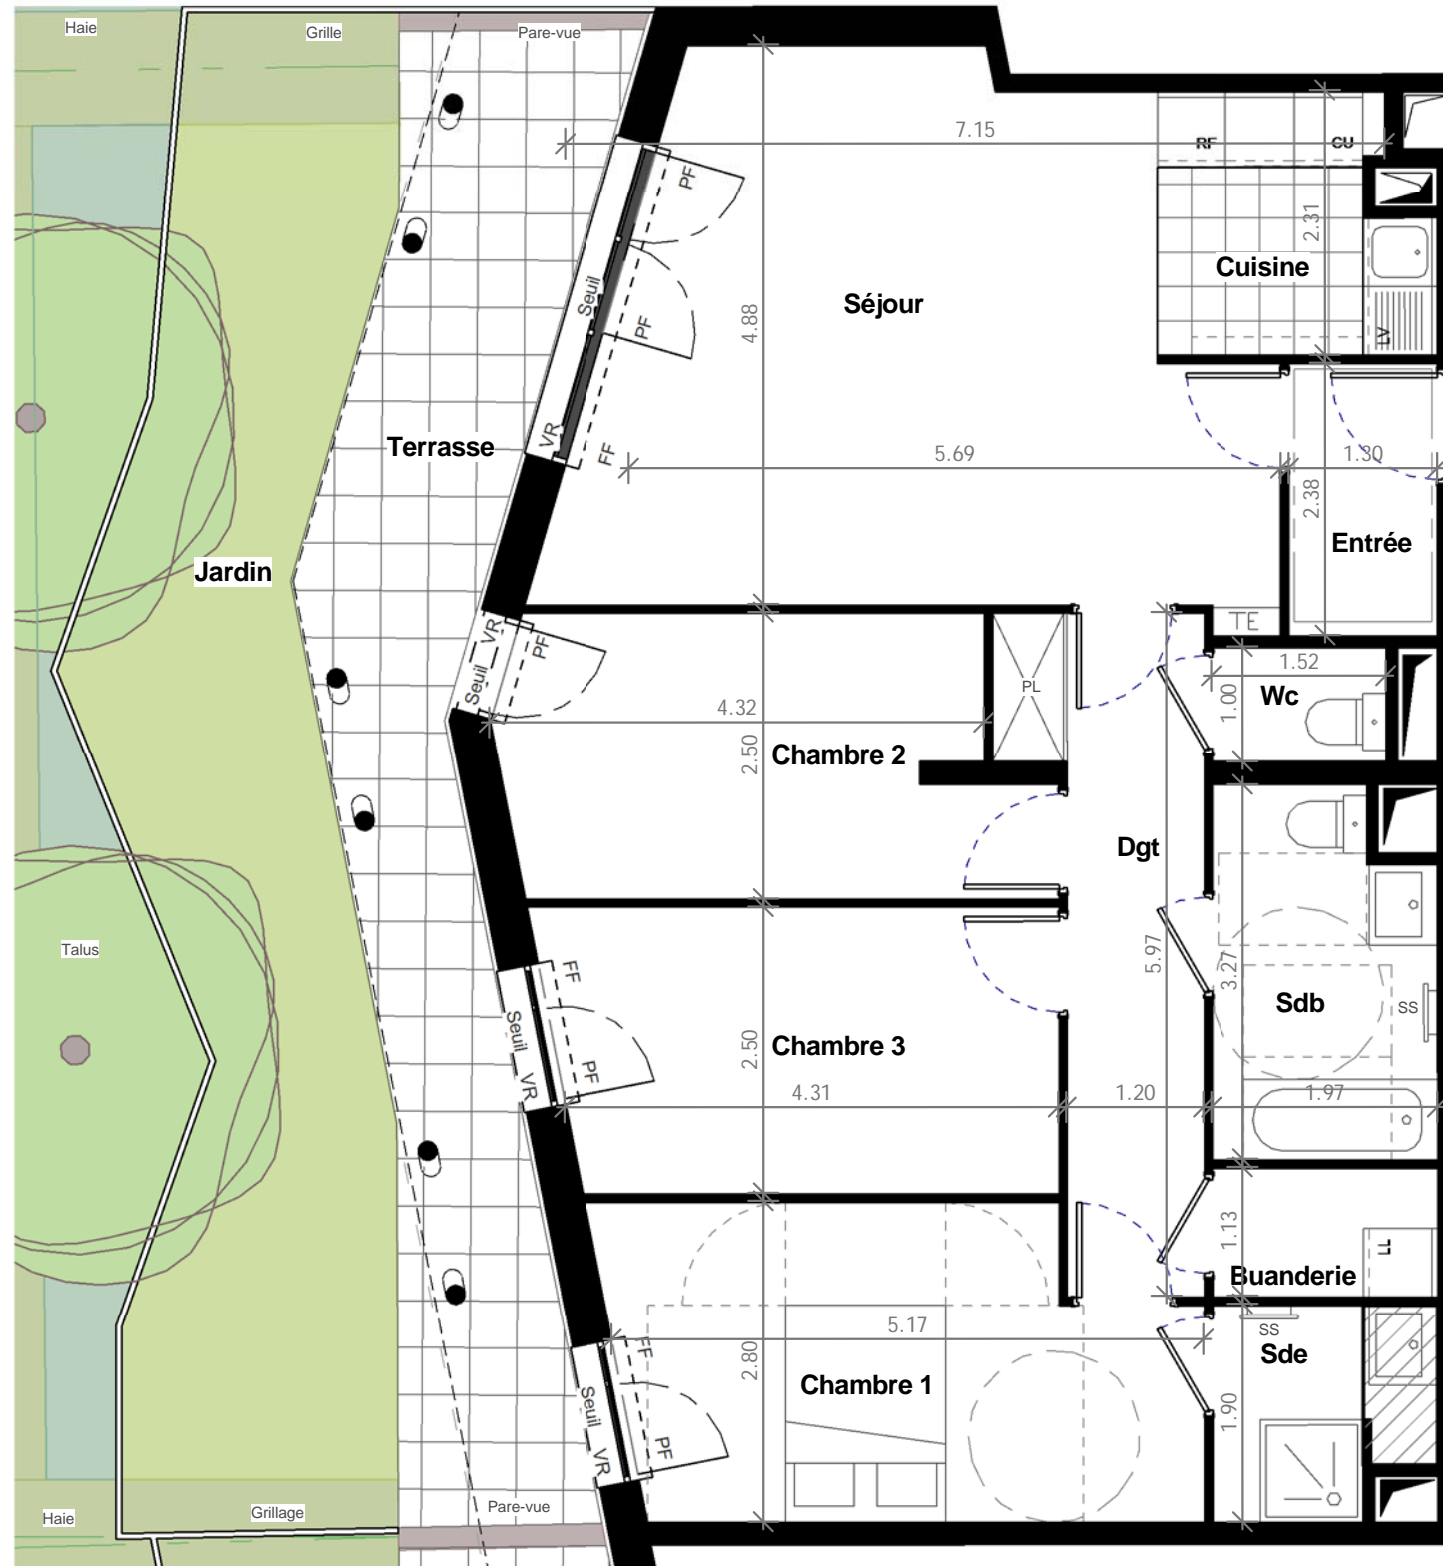 Haie
Grille
Pare-vue
7.15
RF
CU
PF
2.31
Cuisine
Séjour
Seuil
PF
4.88
LV
VR
FF
Terrasse
5.69
1.30
2.38
Entrée
Jardin
TE
VR
PF
Seuil
PL
1.52
Wc
1.00
4.32
2.50
Chambre 2
Dgt
Talus
5.97
3.27
FF
Sdb
SS
Seuil
2.50
Chambre 3
PF
VR
4.31
1.20
1.97
1.13
LL
Buanderie
SS
5.17
Sde
FF
2.80
Chambre 1
1.90
Seuil
PF
VR
Pare-vue
Grillage
Haie